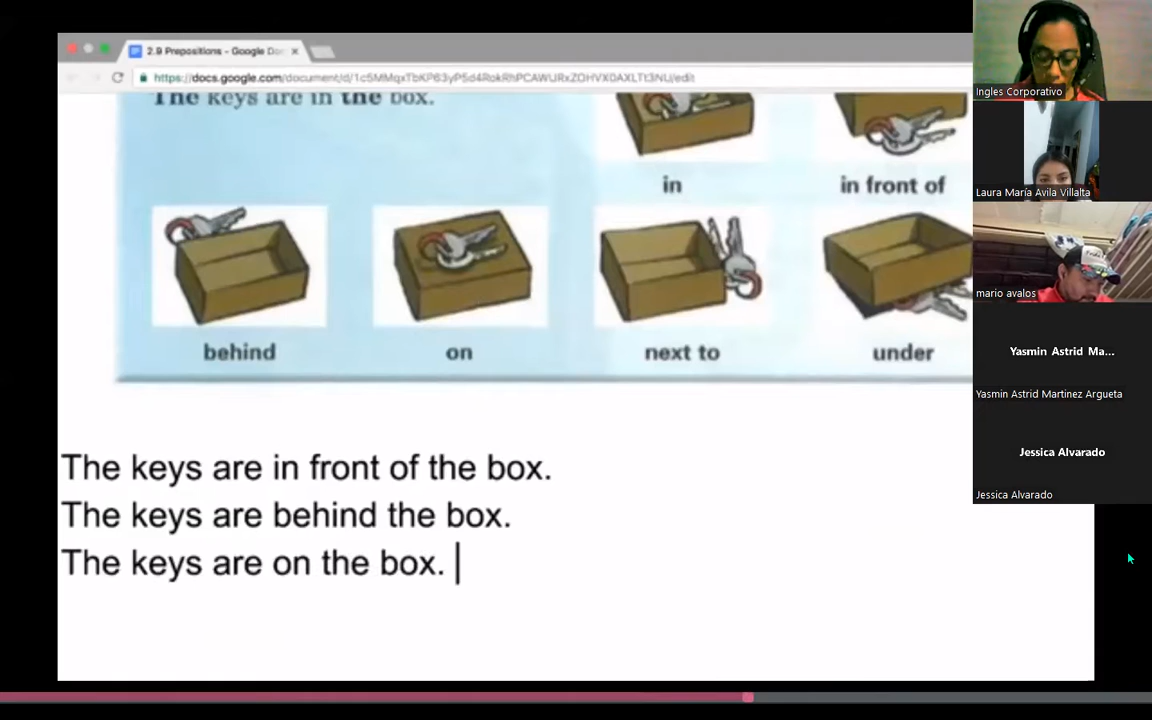 2.9 Prepositions - Google Do
Ingles Corporativo
The keys are in the box.
in
in front of
Laura María Avila Villalta
mario avalos
behind
on
next to
under
Yasmin Astrid Ma...
Yasmin Astrid Martinez Argueta
The keys are in front of the box.
The keys are behind the box.
The keys are on the box.
Jessica Alvarado
Jessica Alvarado